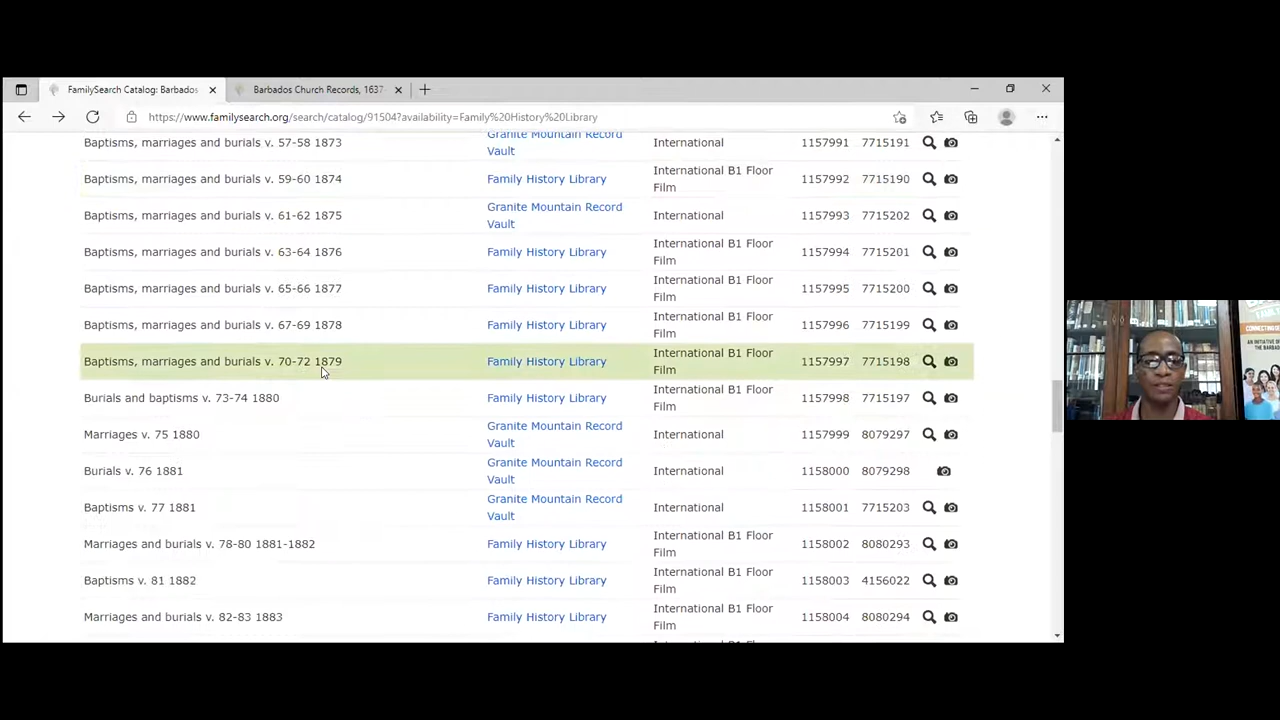 FamilySearch Catalog: Barbados
Barbados Church Records, 1637-
https://www.familysearch.org/search/catalog/91504?availability=Family%20History%20Library
Baptisms, marriages and burials v. 57-58 1873 Granite Mountain Record Vault International 1157991 7715191
Baptisms, marriages and burials v. 59-60 1874 Family History Library International B1 Floor Film 1157992 7715190
Baptisms, marriages and burials v. 61-62 1875 Granite Mountain Record Vault International 1157993 7715202
Baptisms, marriages and burials v. 63-64 1876 Family History Library International B1 Floor Film 1157994 7715201
Baptisms, marriages and burials v. 65-66 1877 Family History Library International B1 Floor Film 1157995 7715200
Baptisms, marriages and burials v. 67-69 1878 Family History Library International B1 Floor Film 1157996 7715199
Baptisms, marriages and burials v. 70-72 1879 Family History Library International B1 Floor Film 1157997 7715198
Burials and baptisms v. 73-74 1880 Family History Library International B1 Floor Film 1157998 7715197
Marriages v. 75 1880 Granite Mountain Record Vault International 1157999 8079297
Burials v. 76 1881 Granite Mountain Record Vault International 1158000 8079298
Baptisms v. 77 1881 Granite Mountain Record Vault International 1158001 7715203
Marriages and burials v. 78-80 1881-1882 Family History Library International B1 Floor Film 1158002 8080293
Baptisms v. 81 1882 Family History Library International B1 Floor Film 1158003 4156022
Marriages and burials v. 82-83 1883 Family History Library International B1 Floor Film 1158004 8080294
CONNECTING
AN INITIATIVE OF
THE BARBAD